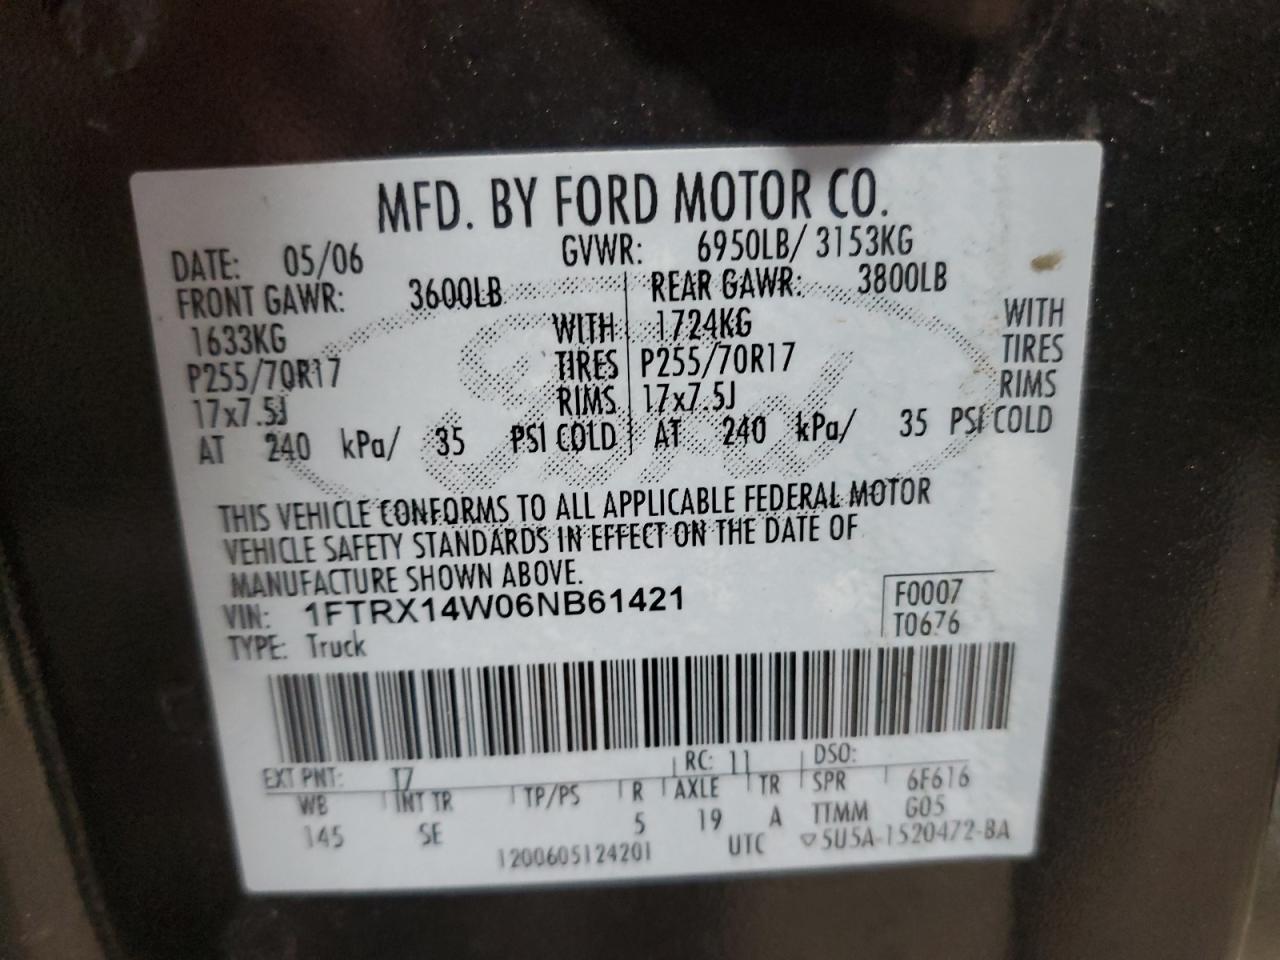 MFD. BY FORD MOTOR CO.
DATE: 05/06 GVWR: 6950LB/ 3153KG
FRONT GAWR: 3600LB REAR GAWR: 3800LB
1633KG WITH 1724KG WITH
P255/70R17 TIRES P255/70R17 TIRES
17x7.5J RIMS 17x7.5J RIMS
AT 240 kPa/ 35 PSI COLD AT 240 kPa/ 35 PSI COLD
THIS VEHICLE CONFORMS TO ALL APPLICABLE FEDERAL MOTOR
VEHICLE SAFETY STANDARDS IN EFFECT ON THE DATE OF
MANUFACTURE SHOWN ABOVE.
VIN: 1FTRX14W06NB61421 F0007
TYPE: Truck T0676
EXT PNT: T7 RC: 11 DSO:
WB INT TR TP/PS R AXLE TR SPR 6F616
145 SE 5 19 A TTMM G05
1200605124201 UTC ▽5U5A-1520472-BA